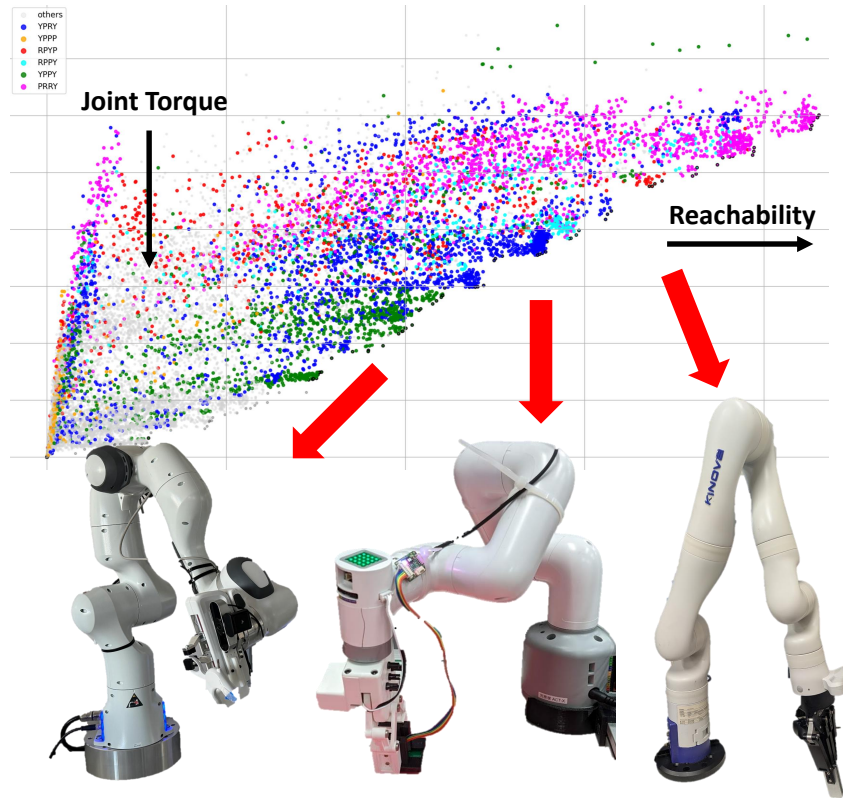 others
YPRY
YPPP
RPYP
RPPY
YPPY
PRRY
Joint Torque
Reachability
KINOVA